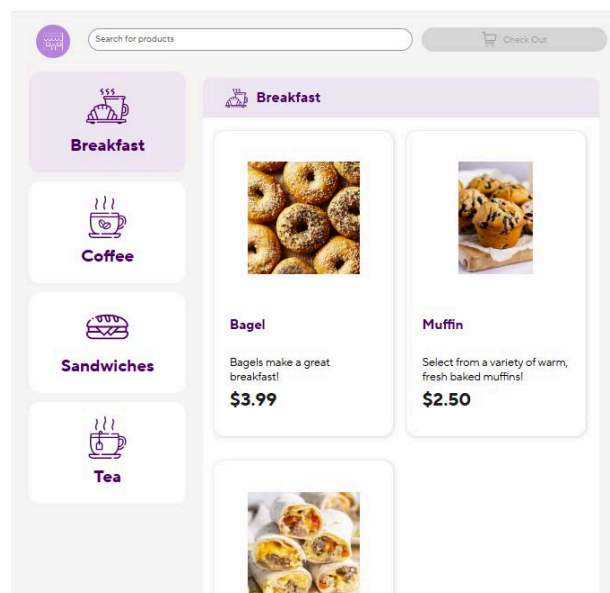 Search for products
Check Out
Breakfast
Coffee
Sandwiches
Tea
Breakfast
Bagel
Bagels make a great
breakfast!
$3.99
Muffin
Select from a variety of warm,
fresh baked muffins!
$2.50